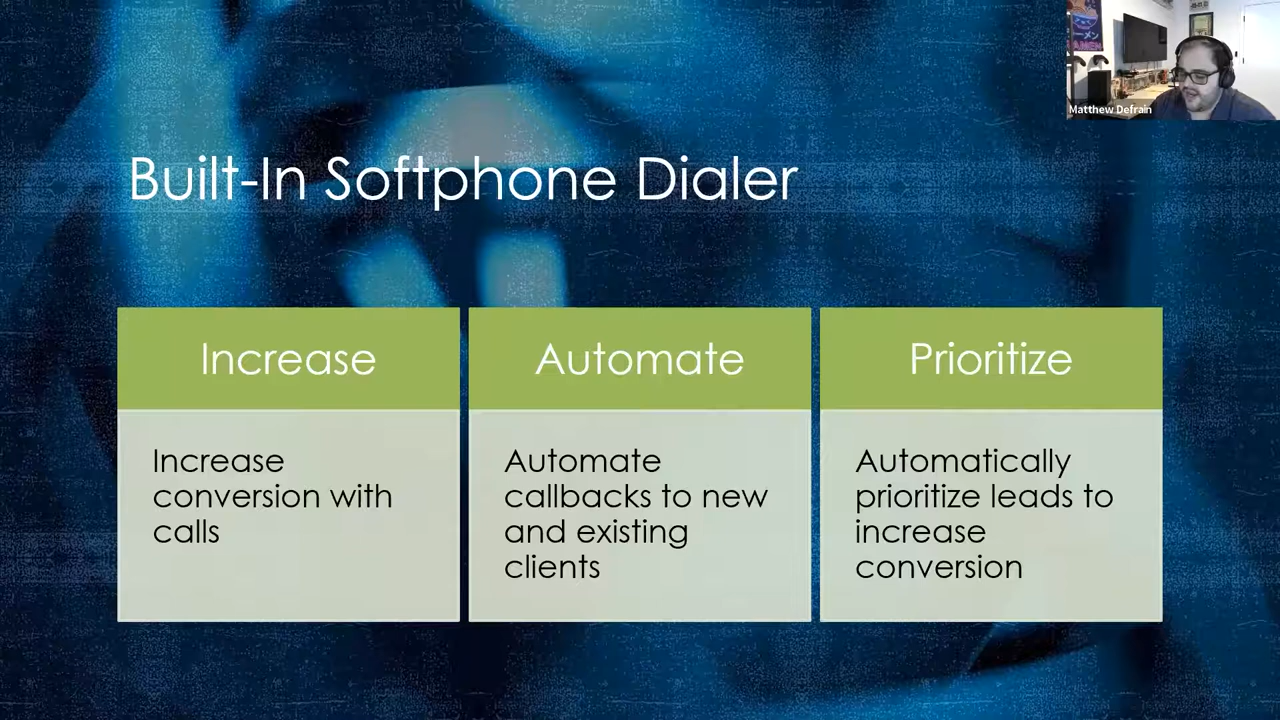 Matthew Defrain
Built-In Softphone Dialer
Increase
Automate
Prioritize
Increase
conversion with
calls
Automate
callbacks to new
and existing
clients
Automatically
prioritize leads to
increase
conversion